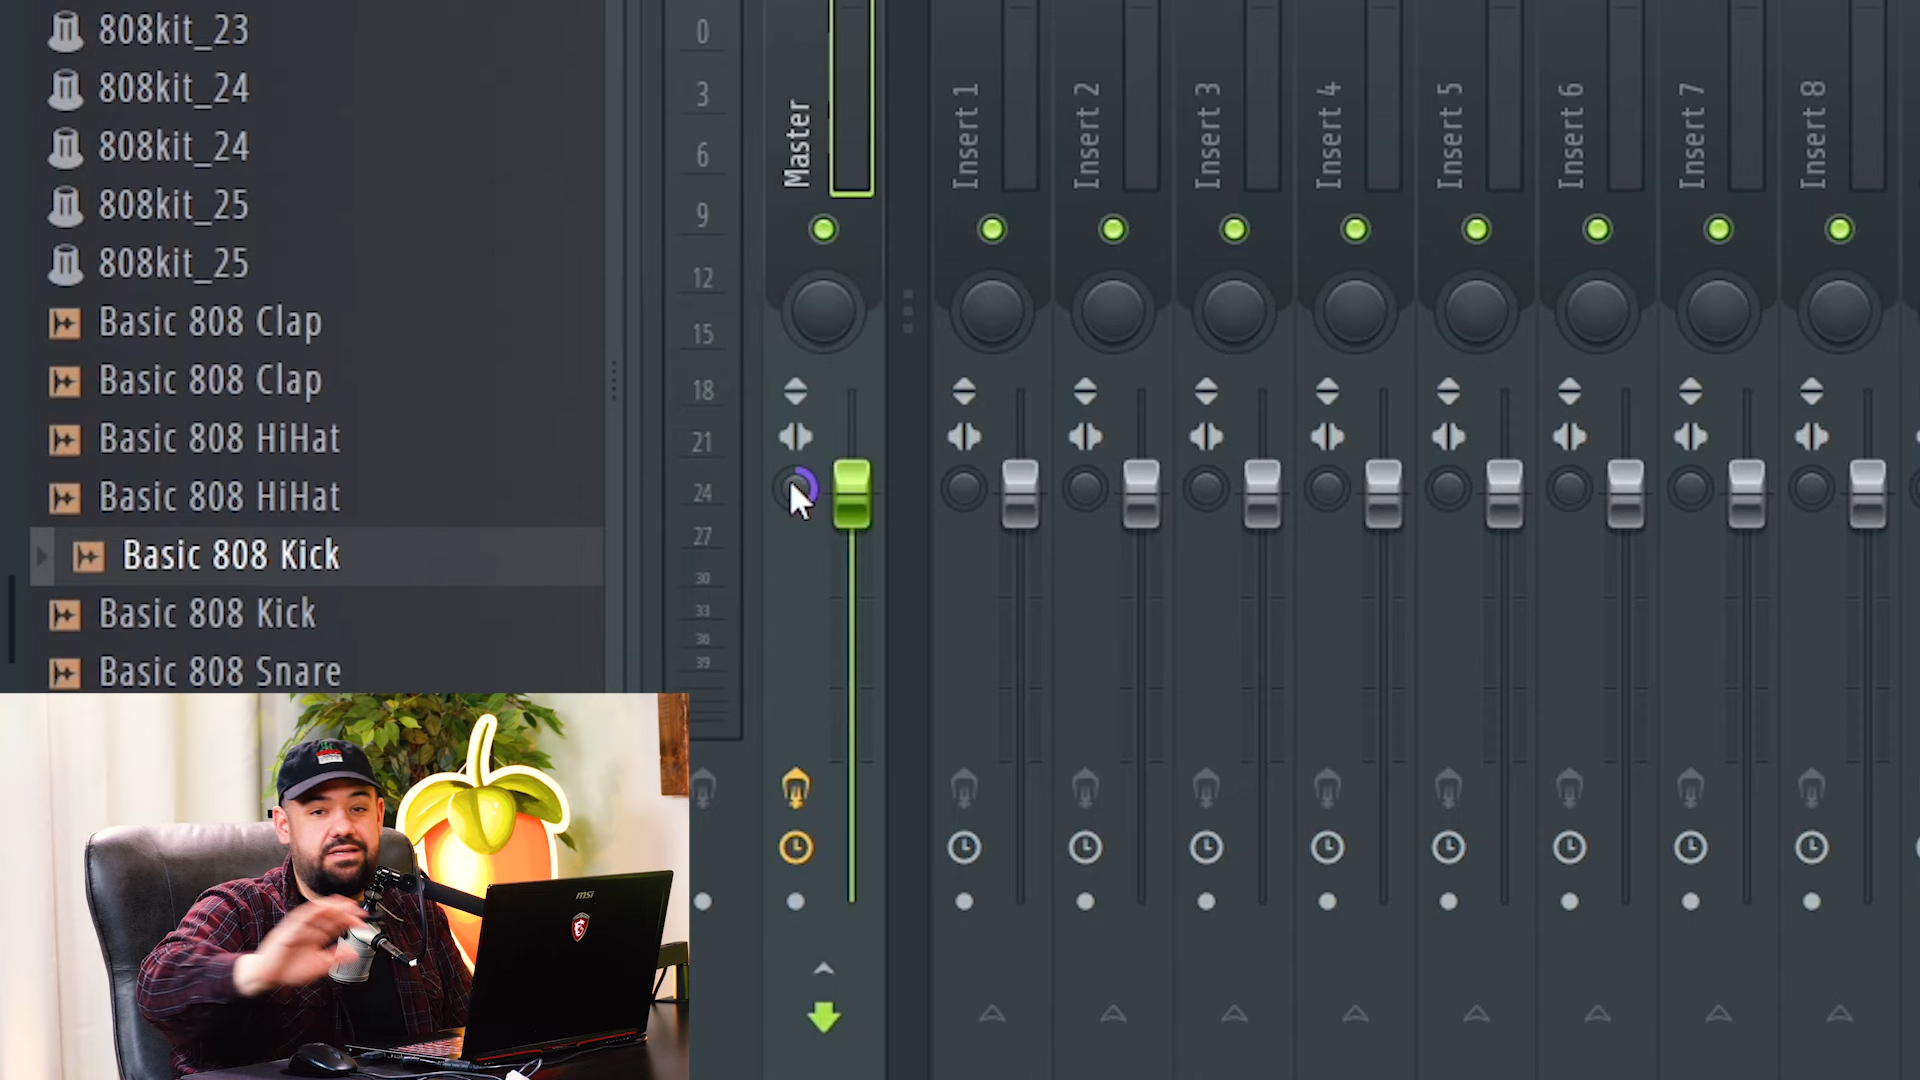 808kit_23
808kit_24
808kit_24
808kit_25
808kit_25
Basic 808 Clap
Basic 808 Clap
Basic 808 HiHat
Basic 808 HiHat
Basic 808 Kick
Basic 808 Kick
Basic 808 Snare
0
3
6
9
12
15
18
21
24
27
30
33
36
39
Master
Insert 1
Insert 2
Insert 3
Insert 4
Insert 5
Insert 6
Insert 7
Insert 8
msi